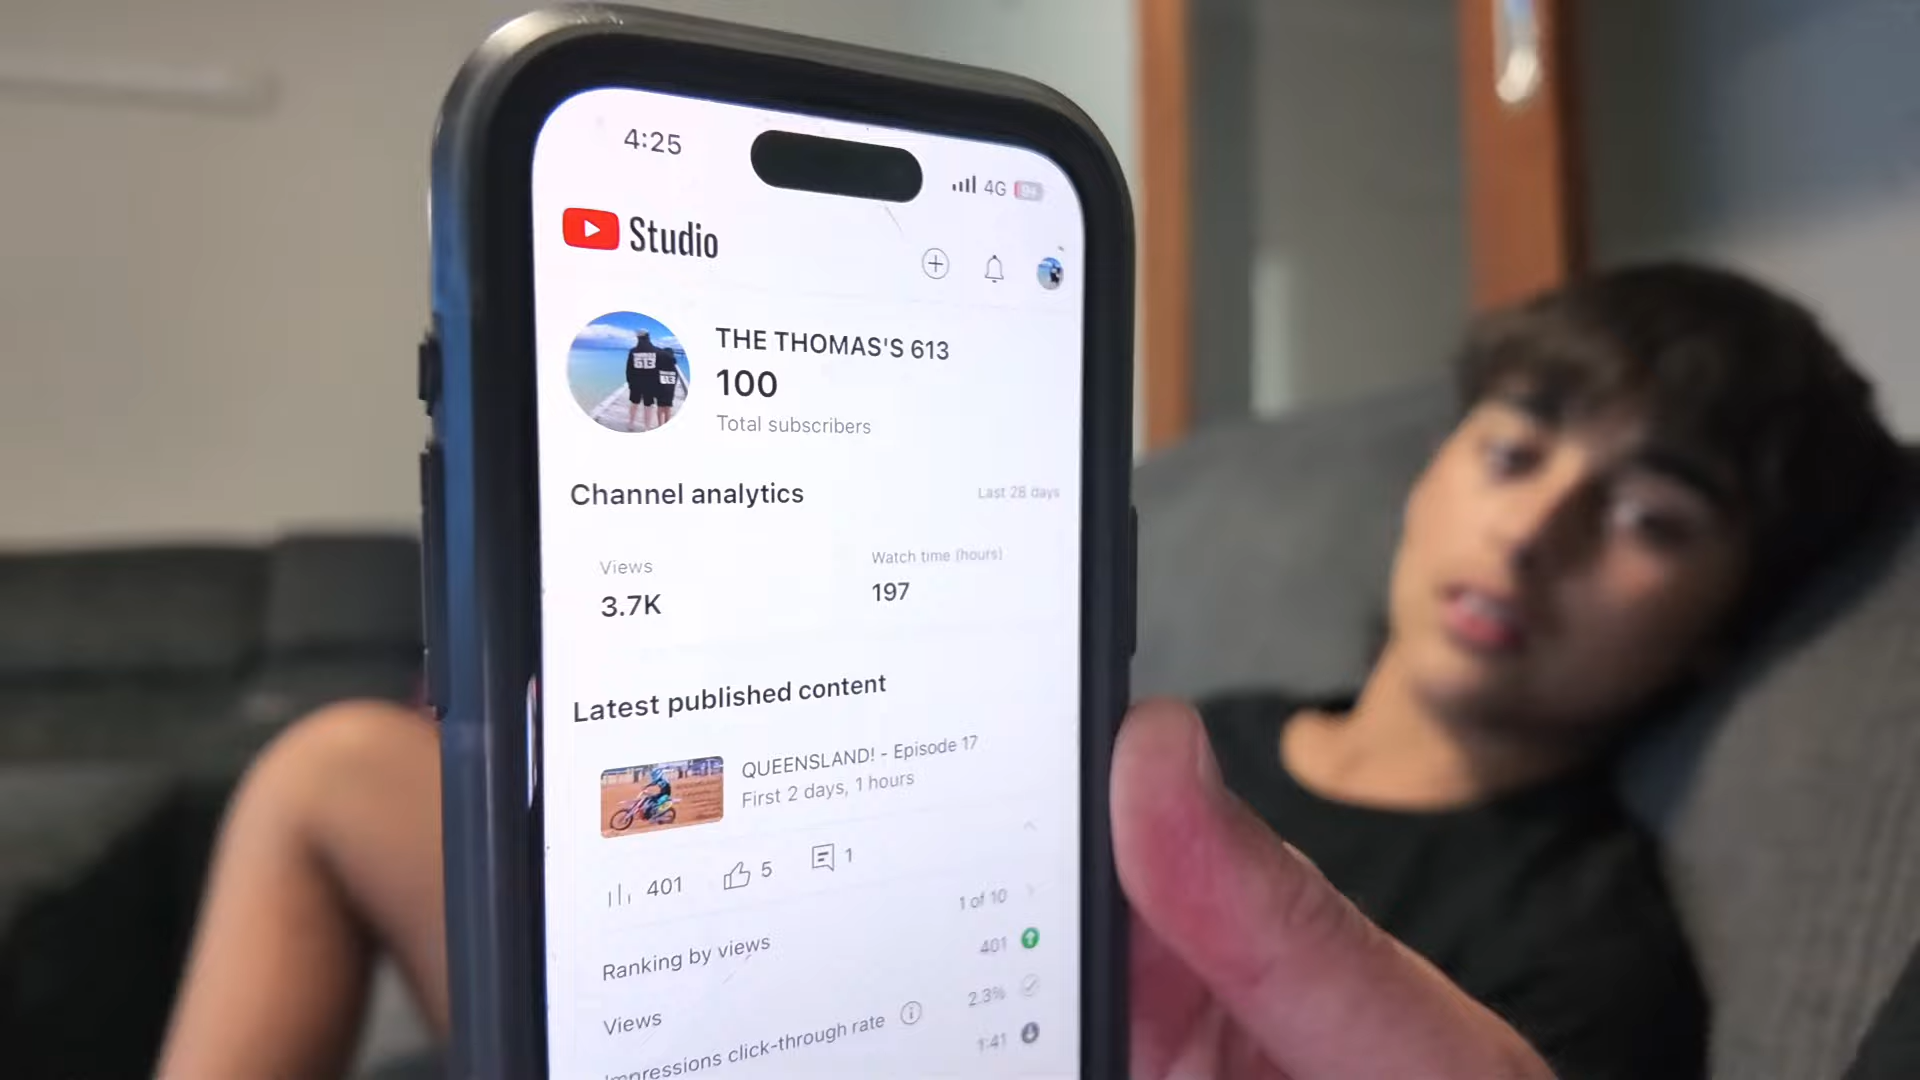 4:25
4G
Studio
THE THOMAS'S 613
100
Total subscribers
Channel analytics
Last 28 days
Views
Watch time (hours)
3.7K
197
Latest published content
QUEENSLAND! - Episode 17
First 2 days, 1 hours
401
5
1
Ranking by views
1 of 10
Views
401
Impressions click-through rate
2.3%
1:41